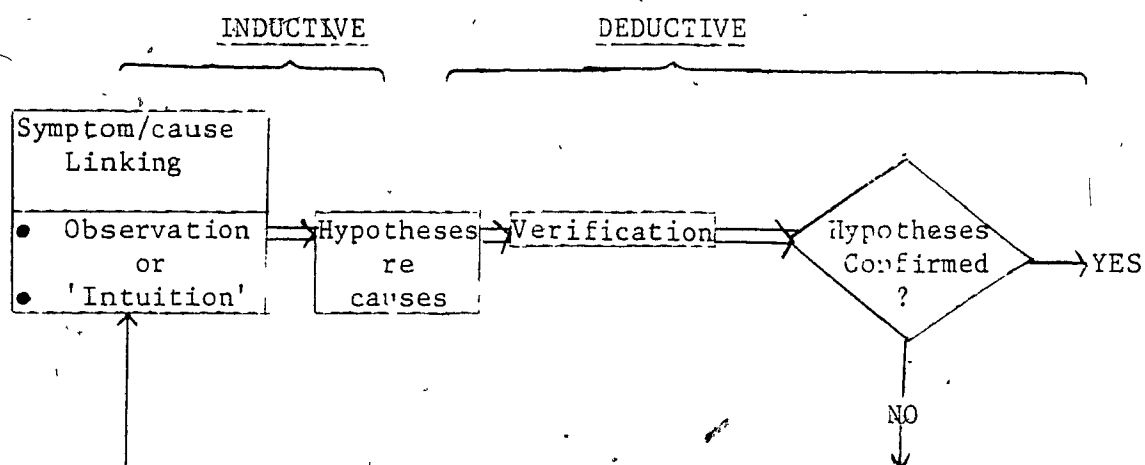 INDUCTIVE DEDUCTIVE
Symptom/cause
Linking
• Observation
or
• 'Intuition'
Hypotheses
re
causes
Verification
Hypotheses
Confirmed
?
YES
NO